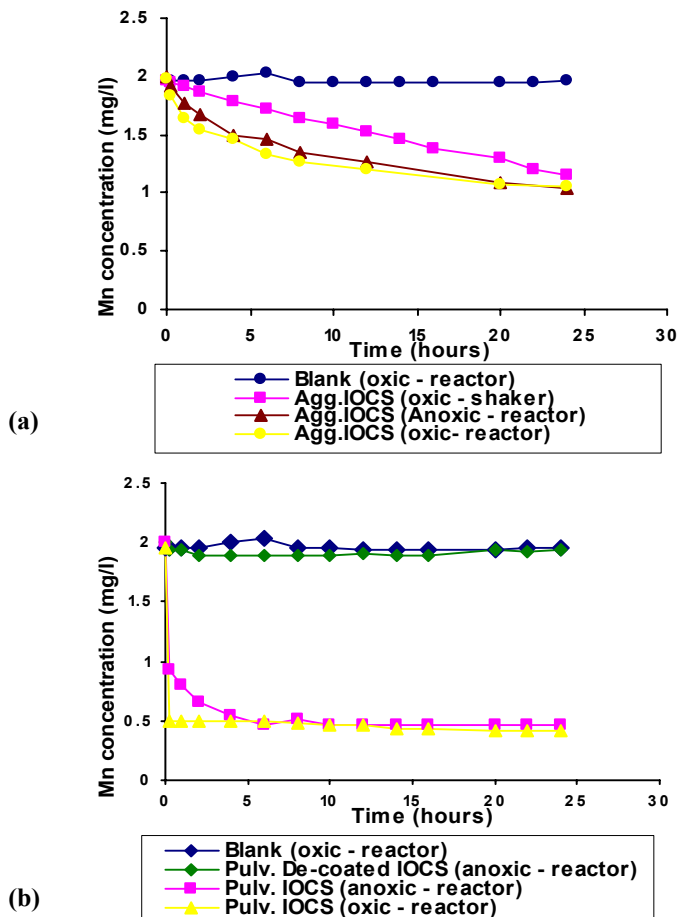 2.5
2
1.5
1
0.5
0
Mn concentration (mg/l)
0 5 10 15 20 25 30
Time (hours)
Blank (oxic - reactor)
Agg.IOCS (oxic - shaker)
Agg.IOCS (Anoxic - reactor)
Agg.IOCS (oxic- reactor)
(a)
2.5
2
1.5
1
0.5
0
Mn concentration (mg/l)
0 5 10 15 20 25 30
Time (hours)
Blank (oxic - reactor)
Pulv. De-coated IOCS (anoxic - reactor)
Pulv. IOCS (anoxic - reactor)
Pulv. IOCS (oxic - reactor)
(b)